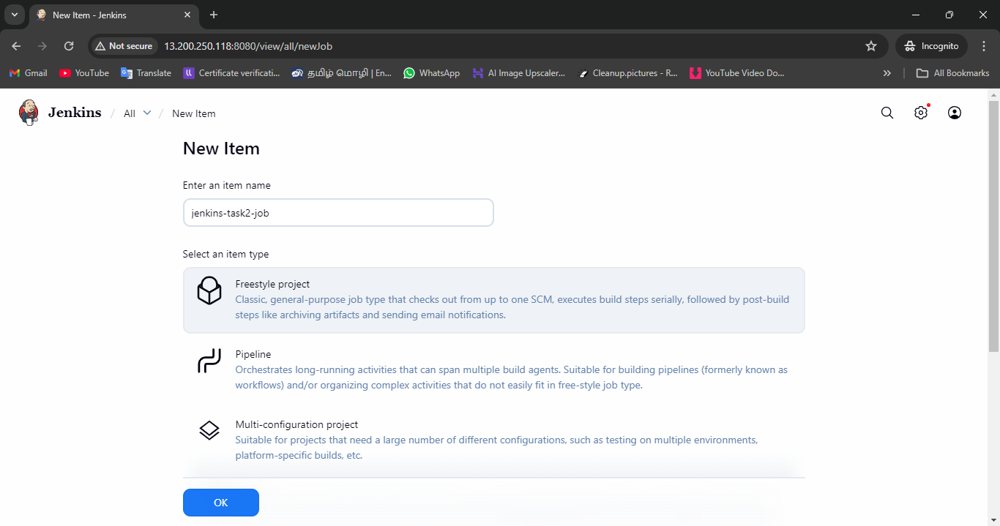 New Item - Jenkins
Not secure
13.200.250.118:8080/view/all/newJob
Incognito
Gmail
YouTube
Translate
Certificate verificati...
தமிழ் மொழி | En...
WhatsApp
AI Image Upscaler...
Cleanup.pictures - R...
YouTube Video Do...
»
All Bookmarks
Jenkins / All / New Item
New Item
Enter an item name
jenkins-task2-job
Select an item type
Freestyle project
Classic, general-purpose job type that checks out from up to one SCM, executes build steps serially, followed by post-build
steps like archiving artifacts and sending email notifications.
Pipeline
Orchestrates long-running activities that can span multiple build agents. Suitable for building pipelines (formerly known as
workflows) and/or organizing complex activities that do not easily fit in free-style job type.
Multi-configuration project
Suitable for projects that need a large number of different configurations, such as testing on multiple environments,
platform-specific builds, etc.
OK